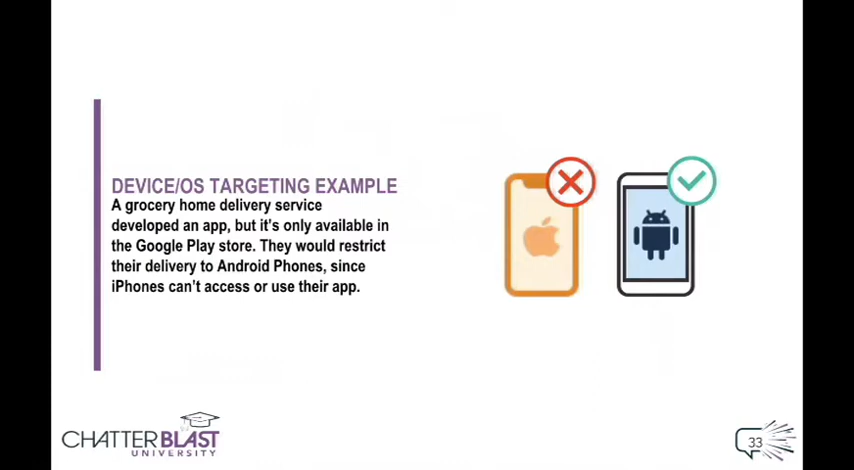 DEVICE/OS TARGETING EXAMPLE
A grocery home delivery service
developed an app, but it's only available in
the Google Play store. They would restrict
their delivery to Android Phones, since
iPhones can't access or use their app.
CHATTERBLAST
UNIVERSITY
33